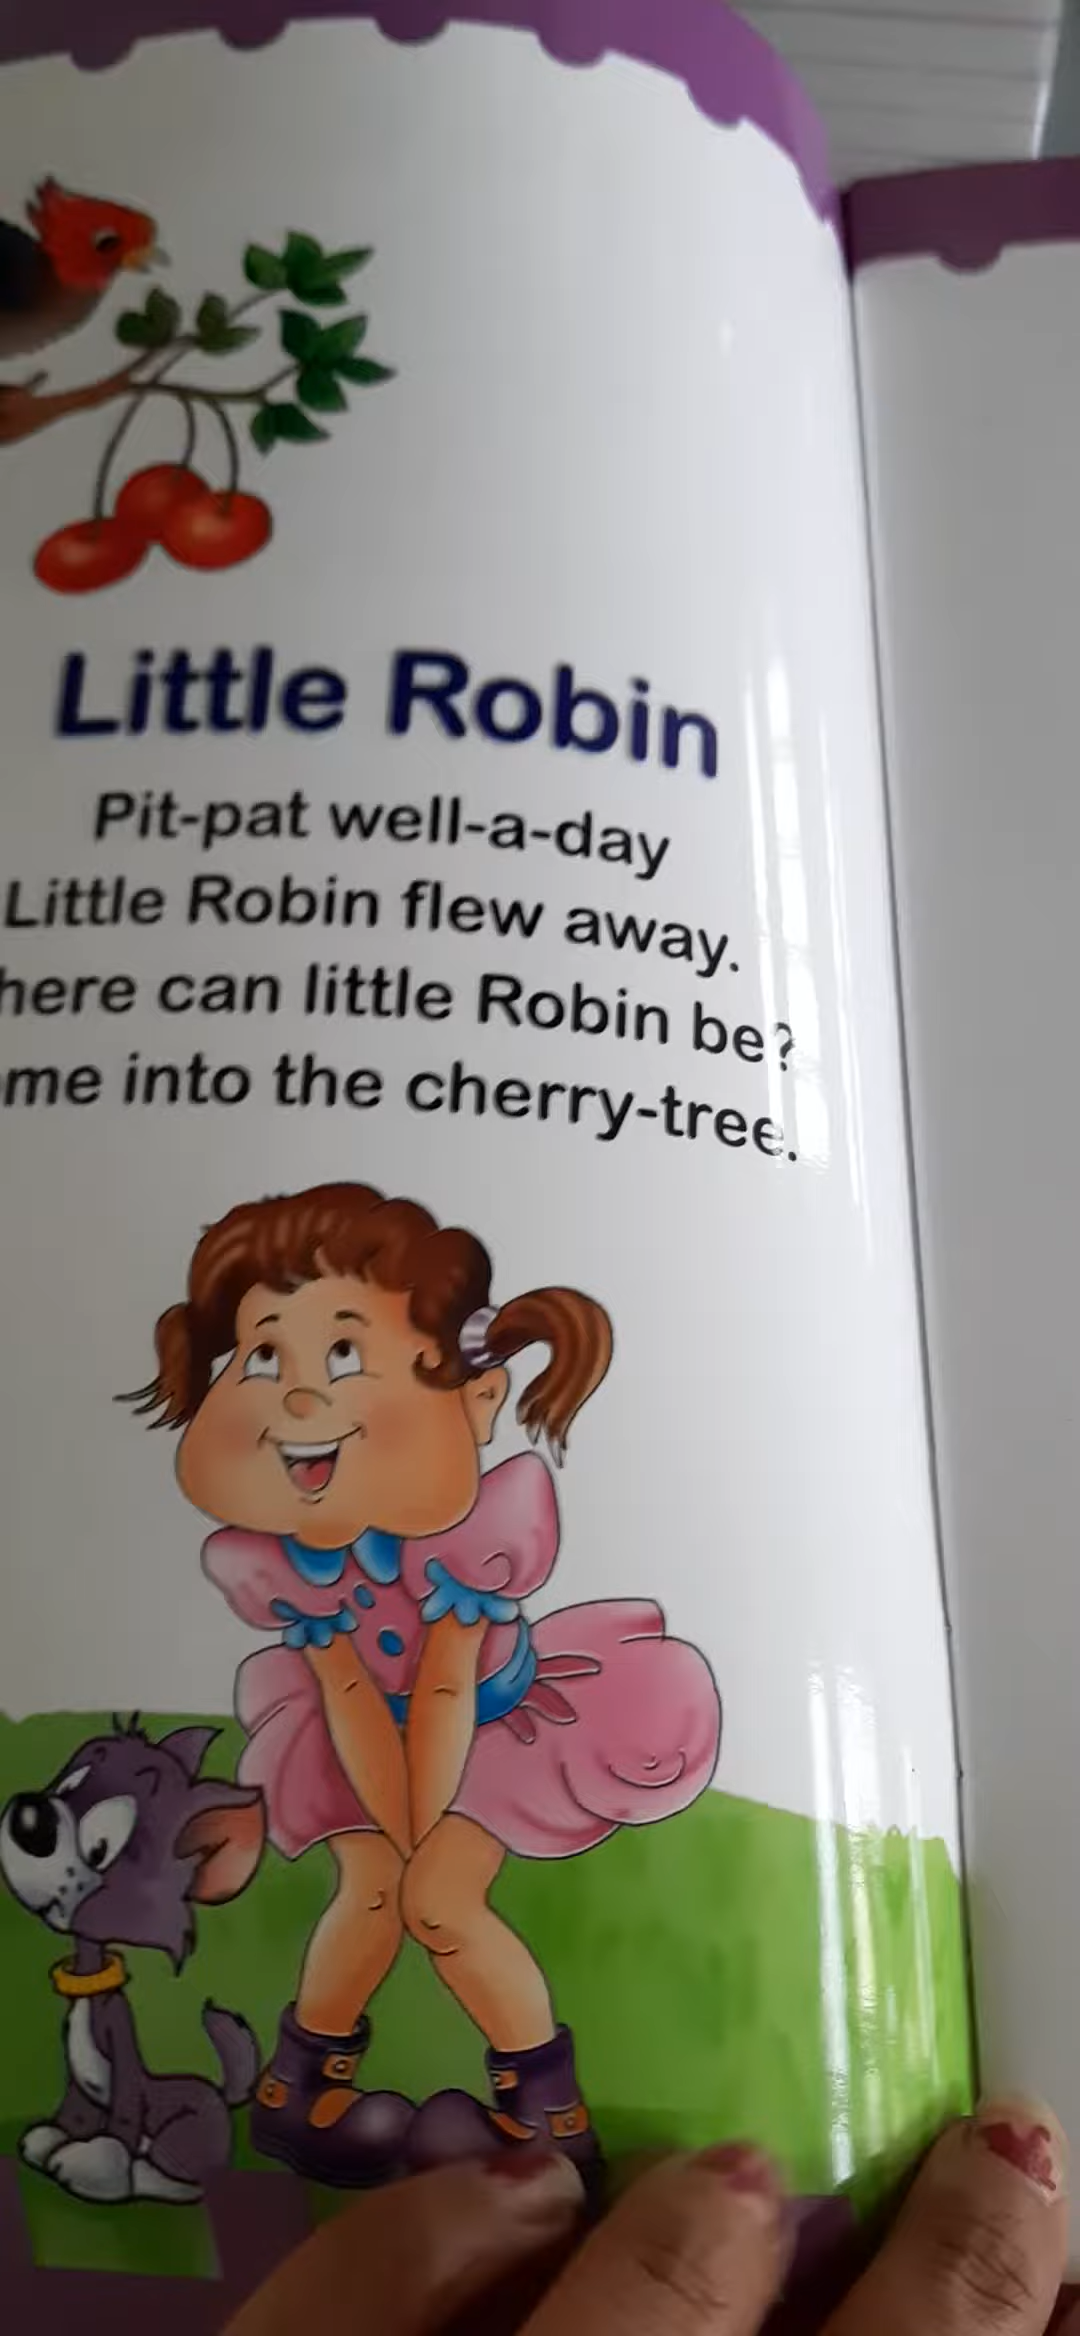 Little Robin
Pit-pat well-a-day
Little Robin flew away.
here can little Robin be?
me into the cherry-tree.